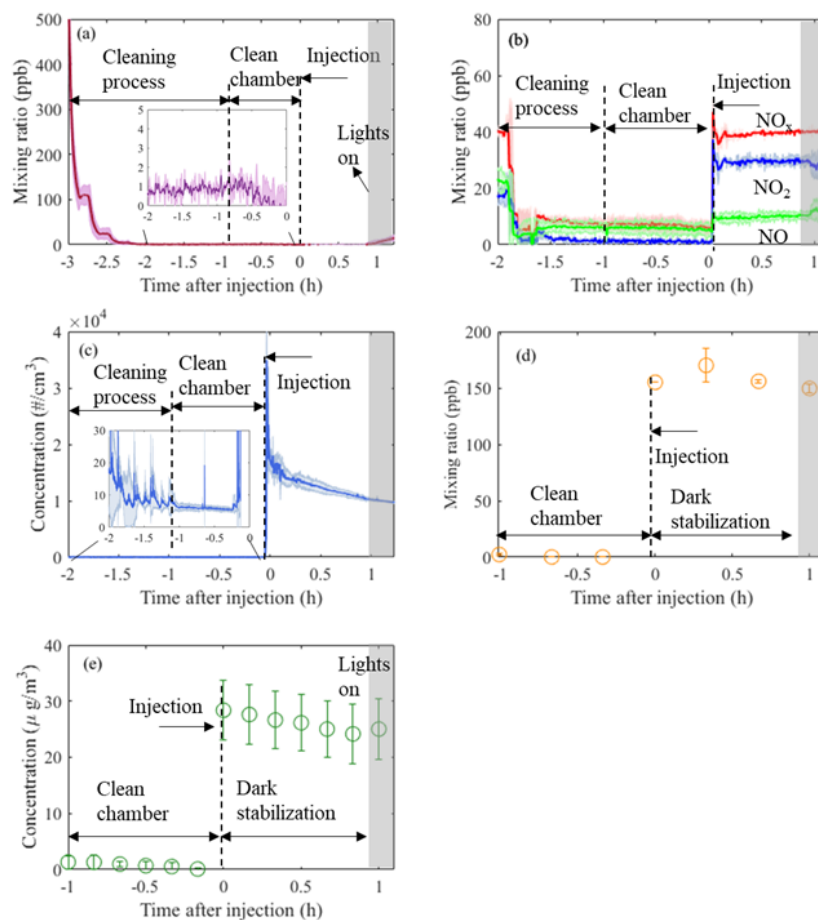 (a)
Cleaning
process
Clean
chamber
Injection
Lights
on
Mixing ratio (ppb)
500
400
300
200
100
0
5
4
3
2
1
0
-2
-1.5
-1
-0.5
0
-3
-2.5
-2
-1.5
-1
-0.5
0
0.5
1
Time after injection (h)
(b)
Cleaning
process
Clean
chamber
Injection
NOx
NO2
NO
Mixing ratio (ppb)
80
60
40
20
0
-2
-1.5
-1
-0.5
0
0.5
1
Time after injection (h)
×10⁴
(c)
Cleaning
process
Clean
chamber
Injection
Concentration (#/cm3)
4
3
2
1
0
30
20
10
5
0
-2
-1.5
-1
-0.5
0
-2
-1.5
-1
-0.5
0
0.5
1
Time after injection (h)
(d)
Injection
Clean
chamber
Dark
stabilization
Mixing ratio (ppb)
200
150
100
50
0
-1
-0.5
0
0.5
1
Time after injection (h)
(e)
Lights
on
Injection
Clean
chamber
Dark
stabilization
Concentration (μ g/m3)
40
30
20
10
0
-1
-0.5
0
0.5
1
Time after injection (h)